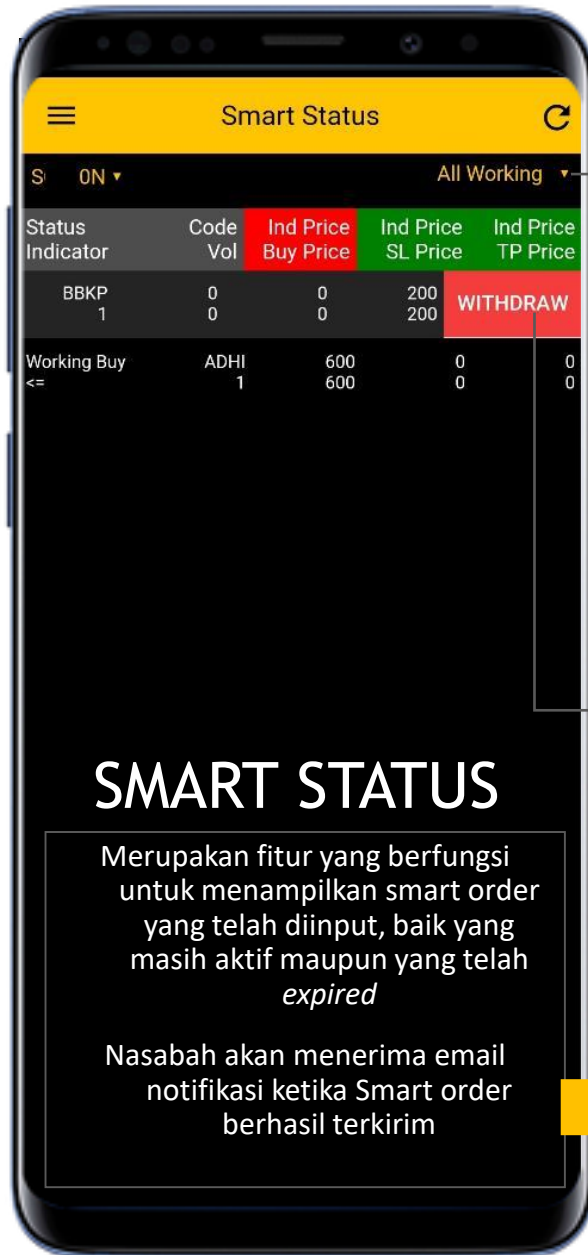 Smart Status
S 0N All Working
Status Code Ind Price Ind Price Ind Price
Indicator Vol Buy Price SL Price TP Price
BBKP 0 0 200 WITHDRAW
1 0 0 200
Working Buy ADHI 600 0 0
<= 1 600 0 0
SMART STATUS
Merupakan fitur yang berfungsi
untuk menampilkan smart order
yang telah diinput, baik yang
masih aktif maupun yang telah
expired
Nasabah akan menerima email
notifikasi ketika Smart order
berhasil terkirim